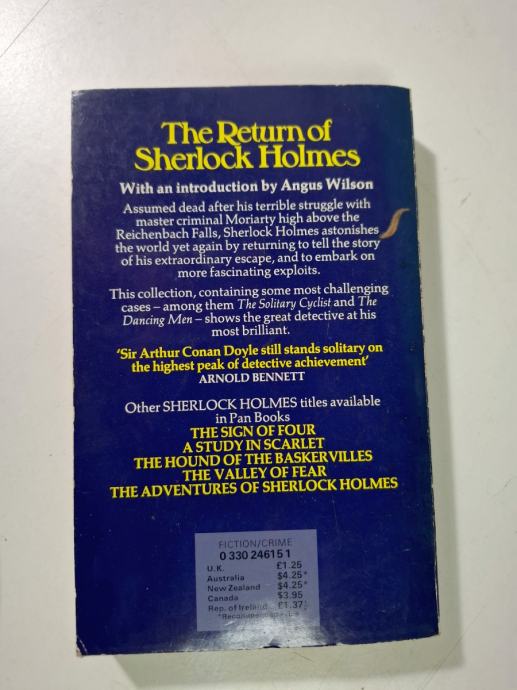 The Return of
Sherlock Holmes
With an introduction by Angus Wilson
Assumed dead after his terrible struggle with
master criminal Moriarty high above the
Reichenbach Falls, Sherlock Holmes astonishes
the world yet again by returning to tell the story
of his extraordinary escape, and to embark on
more fascinating exploits.
This collection, containing some most challenging
cases – among them The Solitary Cyclist and The
Dancing Men – shows the great detective at his
most brilliant.
'Sir Arthur Conan Doyle still stands solitary on
the highest peak of detective achievement'
ARNOLD BENNETT
Other SHERLOCK HOLMES titles available
in Pan Books
THE SIGN OF FOUR
A STUDY IN SCARLET
THE HOUND OF THE BASKERVILLES
THE VALLEY OF FEAR
THE ADVENTURES OF SHERLOCK HOLMES
FICTION/CRIME
0 330 24615 1
U.K. £1.25
Australia $4.25*
New Zealand $4.25*
Canada $3.95
Rep. of Ireland £1.37